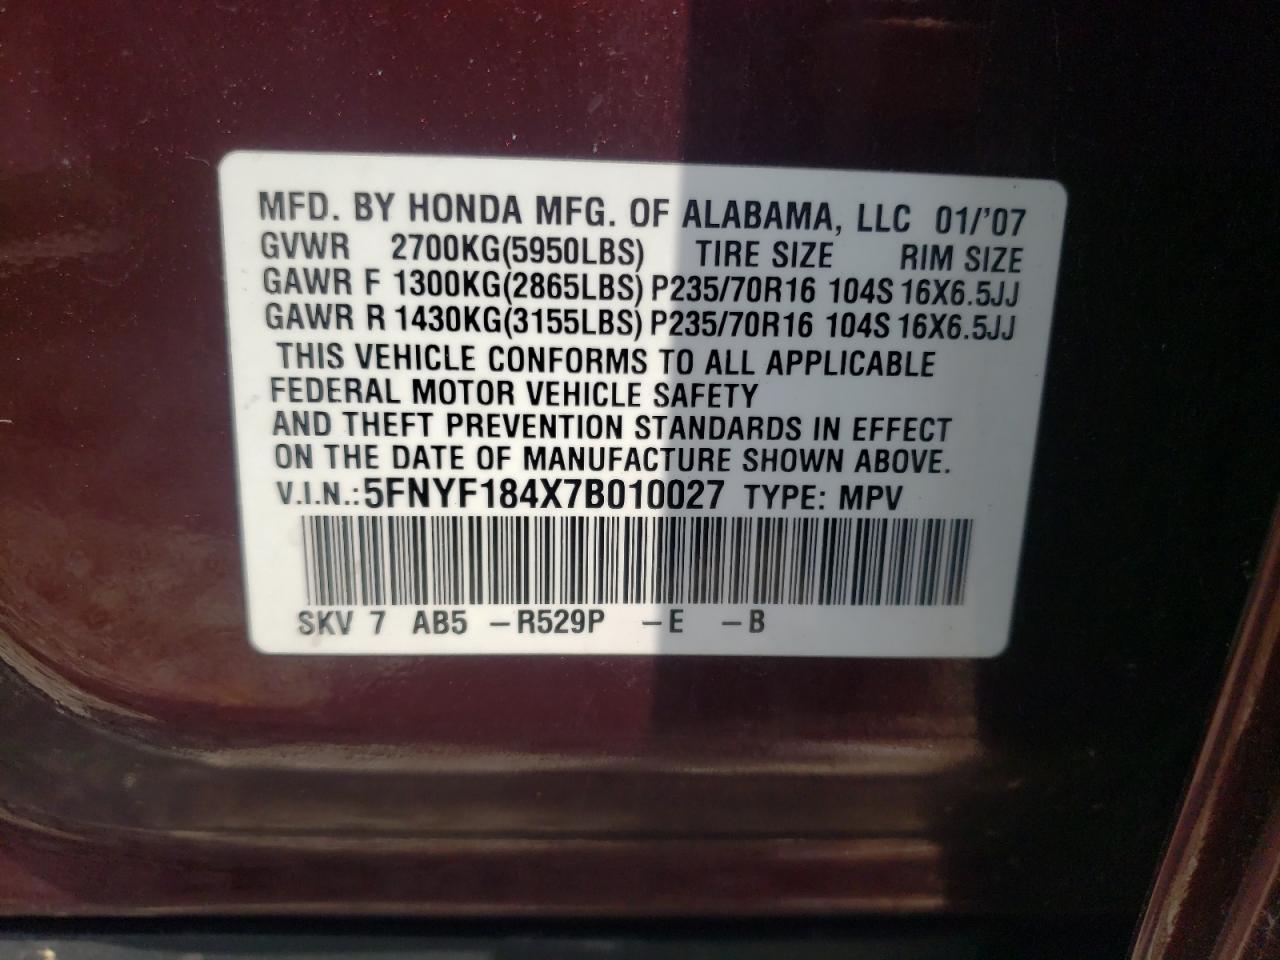 MFD. BY HONDA MFG. OF ALABAMA, LLC 01/'07
GVWR 2700KG(5950LBS) TIRE SIZE RIM SIZE
GAWR F 1300KG(2865LBS) P235/70R16 104S 16X6.5JJ
GAWR R 1430KG(3155LBS) P235/70R16 104S 16X6.5JJ
THIS VEHICLE CONFORMS TO ALL APPLICABLE
FEDERAL MOTOR VEHICLE SAFETY
AND THEFT PREVENTION STANDARDS IN EFFECT
ON THE DATE OF MANUFACTURE SHOWN ABOVE.
V.I.N.: 5FNYF184X7B010027 TYPE: MPV
SKV 7 AB5 -R529P -E -B